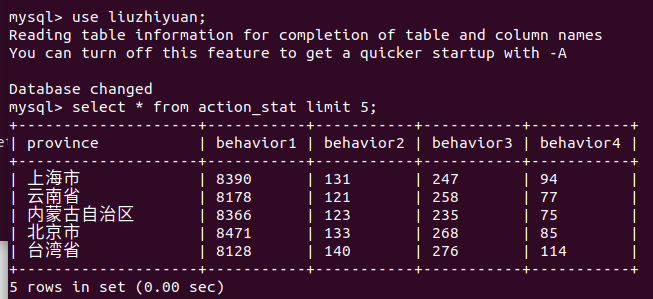 mysql> use liuzhiyuan;
Reading table information for completion of table and column names
You can turn off this feature to get a quicker startup with -A

Database changed
mysql> select * from action_stat limit 5;
+--------------------+-----------+-----------+-----------+-----------+
| province           | behavior1 | behavior2 | behavior3 | behavior4 |
+--------------------+-----------+-----------+-----------+-----------+
| 上海市 | 8390 | 131 | 247 | 94 |
| 云南省 | 8178 | 121 | 258 | 77 |
| 内蒙古自治区 | 8366 | 123 | 235 | 75 |
| 北京市 | 8471 | 133 | 268 | 85 |
| 台湾省 | 8128 | 140 | 276 | 114 |
+--------------------+-----------+-----------+-----------+-----------+
5 rows in set (0.00 sec)